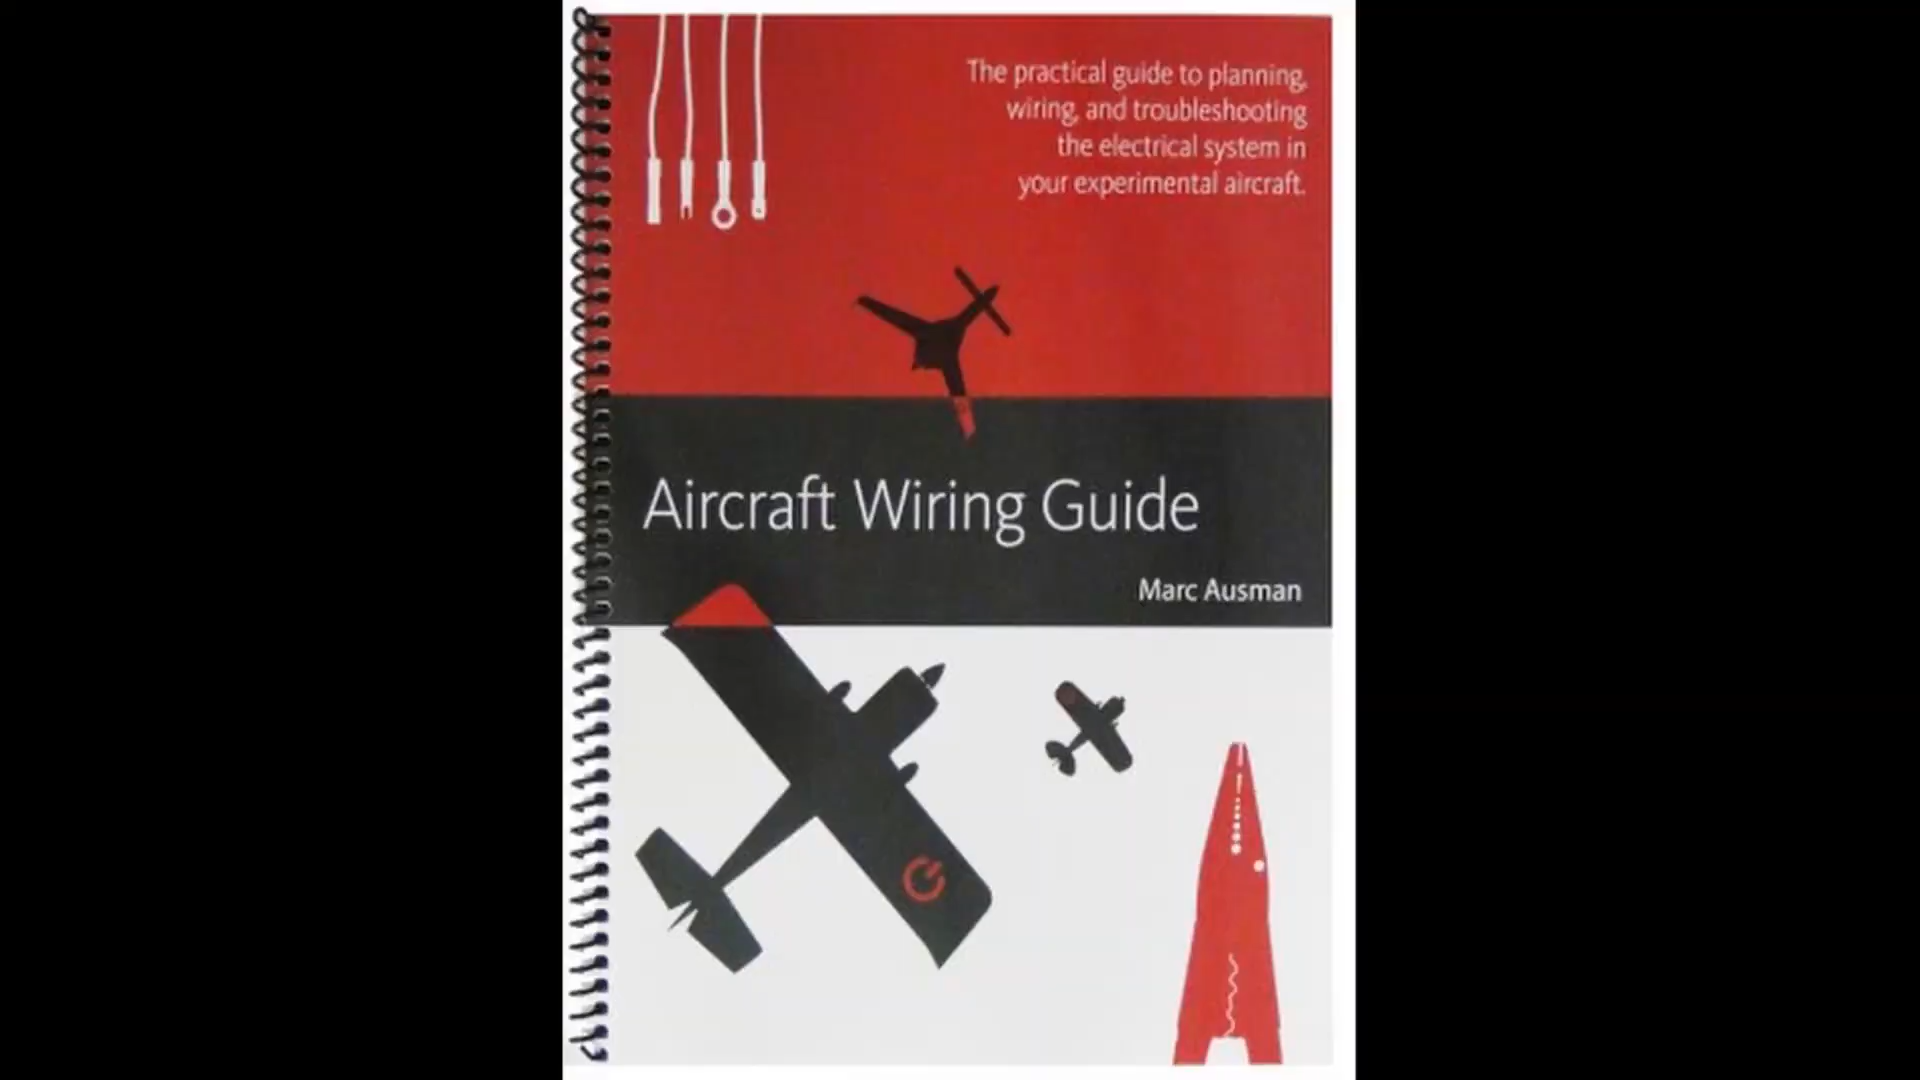 The practical guide to planning,
wiring, and troubleshooting
the electrical system in
your experimental aircraft.
Aircraft Wiring Guide
Marc Ausman